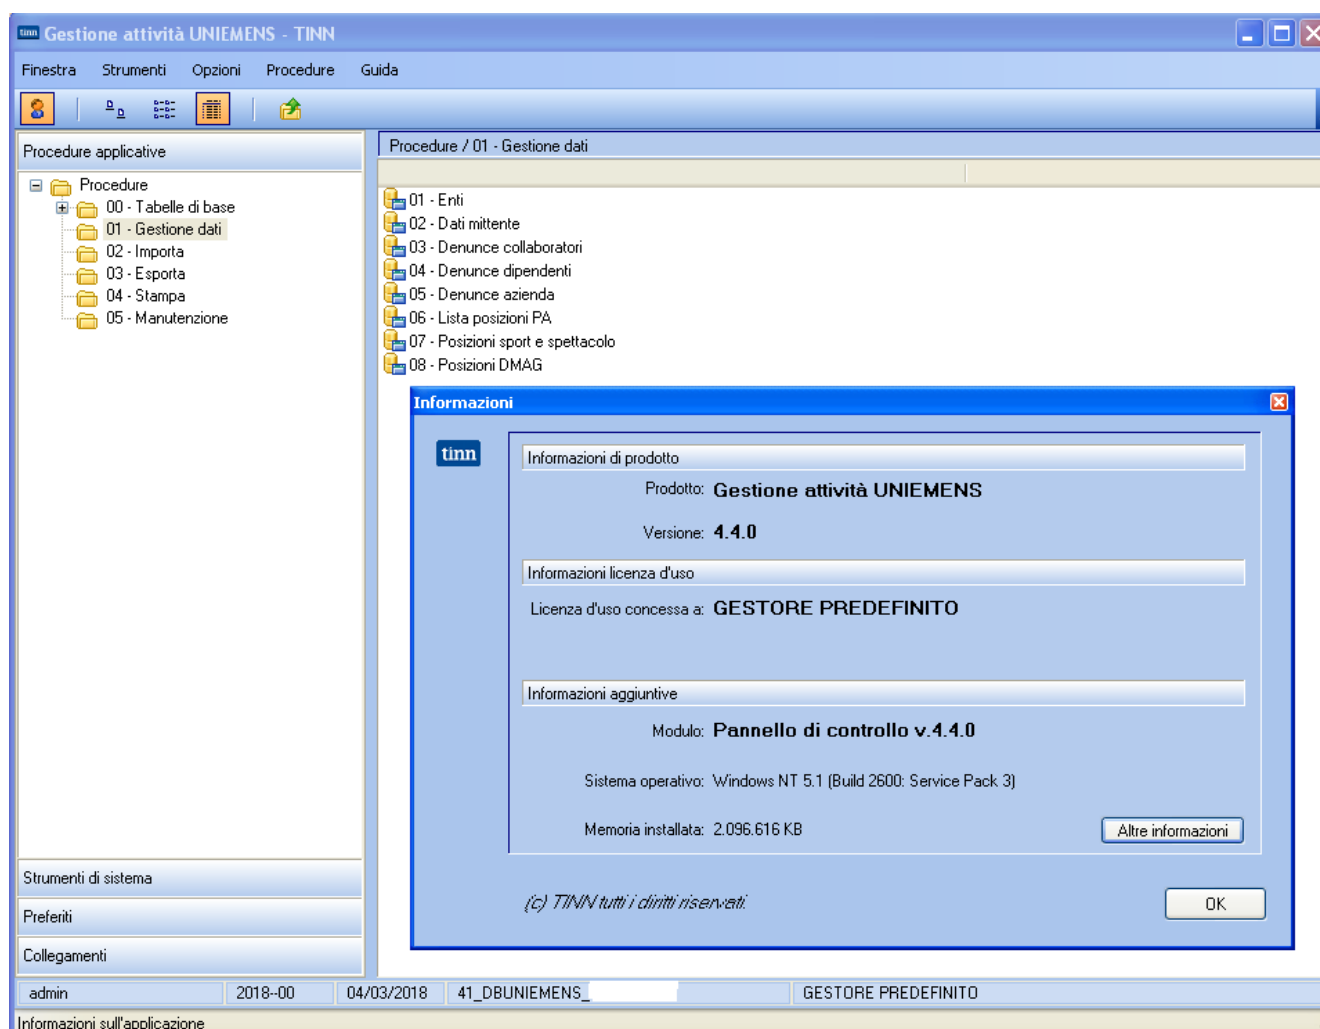 tinn Gestione attività UNIEMENS - TINN
Finestra Strumenti Opzioni Procedure Guida
Procedure applicative
Procedure
00 - Tabelle di base
01 - Gestione dati
02 - Importa
03 - Esporta
04 - Stampa
05 - Manutenzione
Strumenti di sistema
Preferiti
Collegamenti
Procedure / 01 - Gestione dati
01 - Enti
02 - Dati mittente
03 - Denunce collaboratori
04 - Denunce dipendenti
05 - Denunce azienda
06 - Lista posizioni PA
07 - Posizioni sport e spettacolo
08 - Posizioni DMAG
Informazioni
tinn
Informazioni di prodotto
Prodotto: Gestione attività UNIEMENS
Versione: 4.4.0
Informazioni licenza d'uso
Licenza d'uso concessa a: GESTORE PREDEFINITO
Informazioni aggiuntive
Modulo: Pannello di controllo v.4.4.0
Sistema operativo: Windows NT 5.1 (Build 2600: Service Pack 3)
Memoria installata: 2.096.616 KB
Altre informazioni
(c) TINN tutti i diritti riservati.
OK
admin 2018--00 04/03/2018 41_DBUNIEMENS_ GESTORE PREDEFINITO
Informazioni sull'applicazione